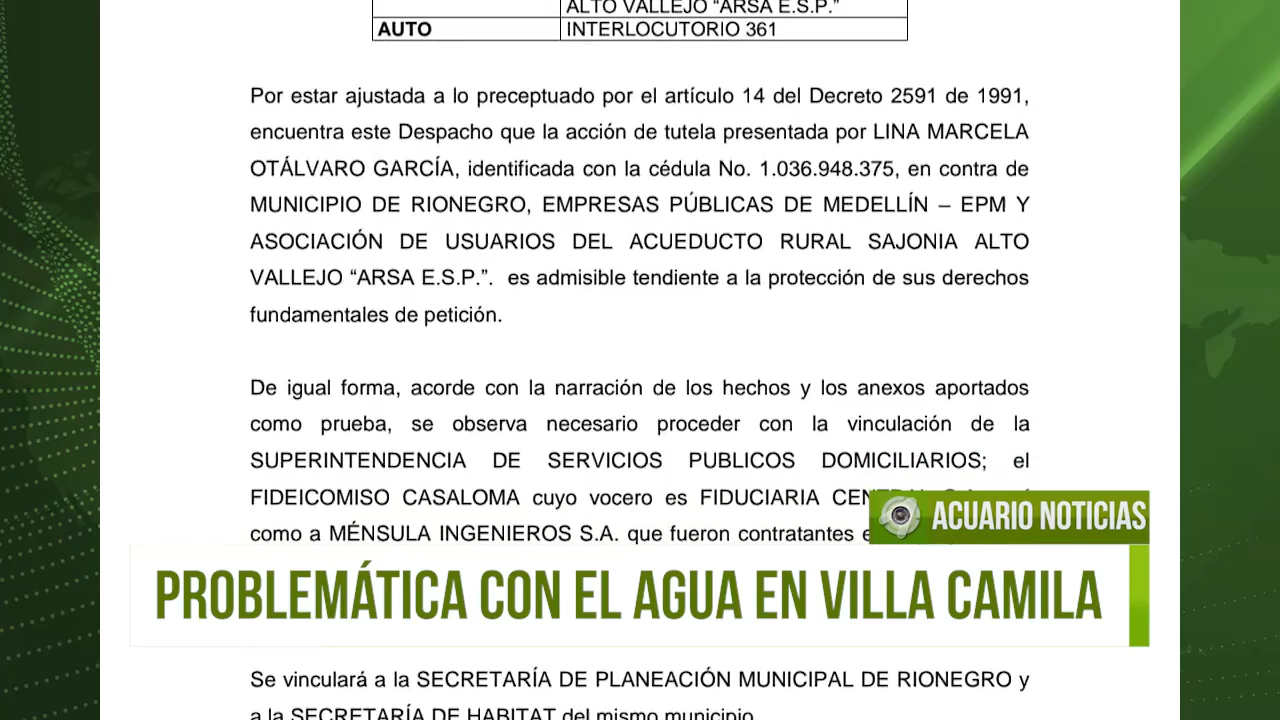 ALTO VALLEJO “ARSA E.S.P.”
AUTO INTERLOCUTORIO 361
Por estar ajustada a lo preceptuado por el artículo 14 del Decreto 2591 de 1991,
encuentra este Despacho que la acción de tutela presentada por LINA MARCELA
OTÁLVARO GARCÍA, identificada con la cédula No. 1.036.948.375, en contra de
MUNICIPIO DE RIONEGRO, EMPRESAS PÚBLICAS DE MEDELLÍN – EPM Y
ASOCIACIÓN DE USUARIOS DEL ACUEDUCTO RURAL SAJONIA ALTO
VALLEJO “ARSA E.S.P.”. es admisible tendiente a la protección de sus derechos
fundamentales de petición.
De igual forma, acorde con la narración de los hechos y los anexos aportados
como prueba, se observa necesario proceder con la vinculación de la
SUPERINTENDENCIA DE SERVICIOS PUBLICOS DOMICILIARIOS; el
FIDEICOMISO CASALOMA cuyo vocero es FIDUCIARIA
como a MÉNSULA INGENIEROS S.A. que fueron contratantes
ACUARIO NOTICIAS
PROBLEMÁTICA CON EL AGUA EN VILLA CAMILA
Se vinculará a la SECRETARÍA DE PLANEACIÓN MUNICIPAL DE RIONEGRO y
a la SECRETARÍA DE HABITAT del mismo municipio